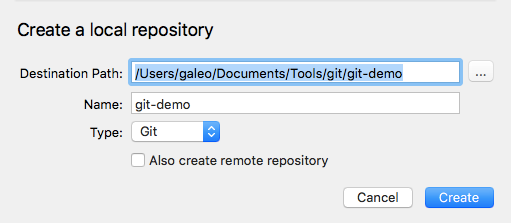 Create a local repository
Destination Path: /Users/galeo/Documents/Tools/git/git-demo ...
Name: git-demo
Type: Git
Also create remote repository
Cancel Create